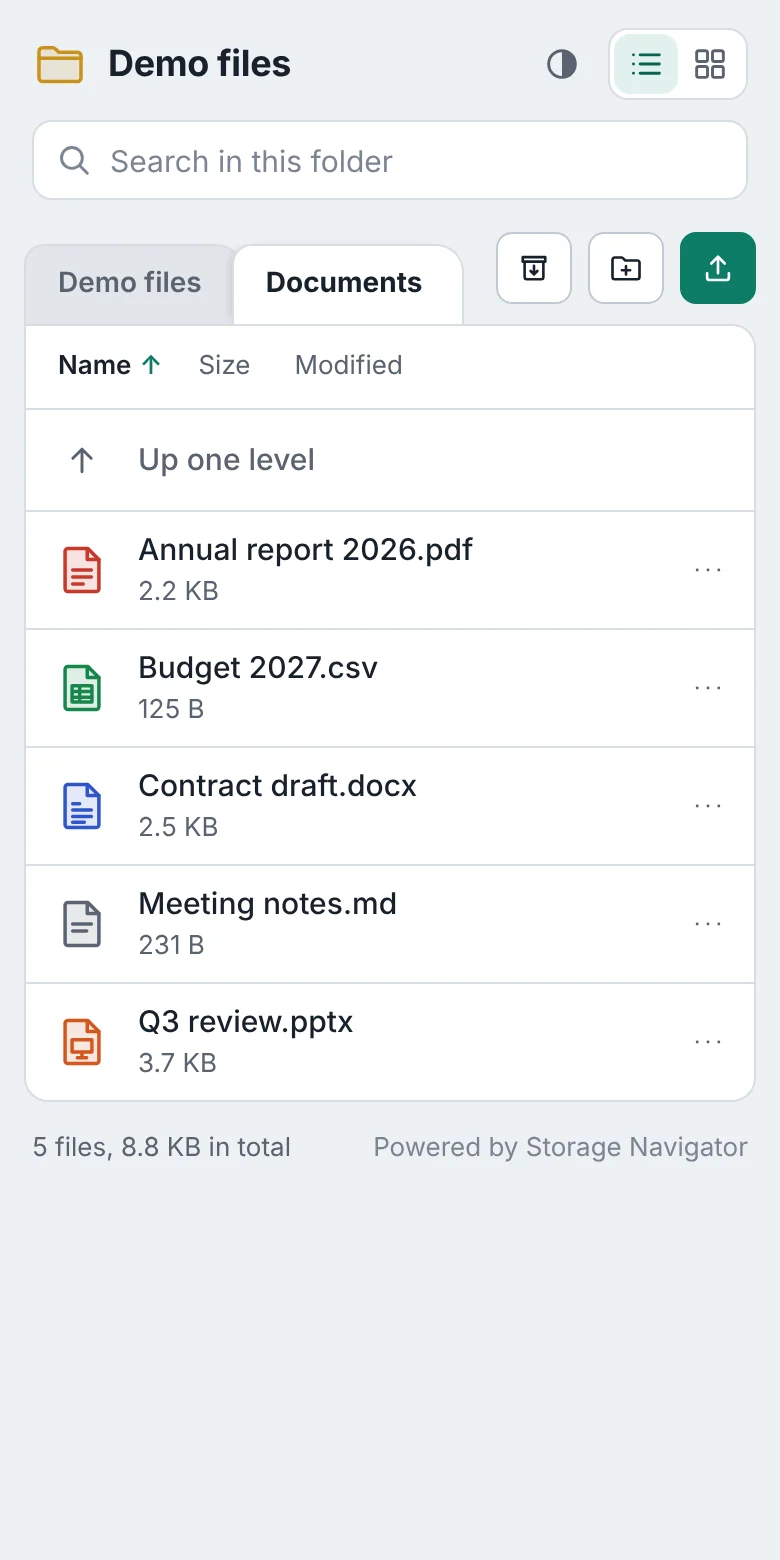 Demo files
Search in this folder
Demo files
Documents
Name Size Modified
Up one level
Annual report 2026.pdf
2.2 KB
Budget 2027.csv
125 B
Contract draft.docx
2.5 KB
Meeting notes.md
231 B
Q3 review.pptx
3.7 KB
5 files, 8.8 KB in total
Powered by Storage Navigator